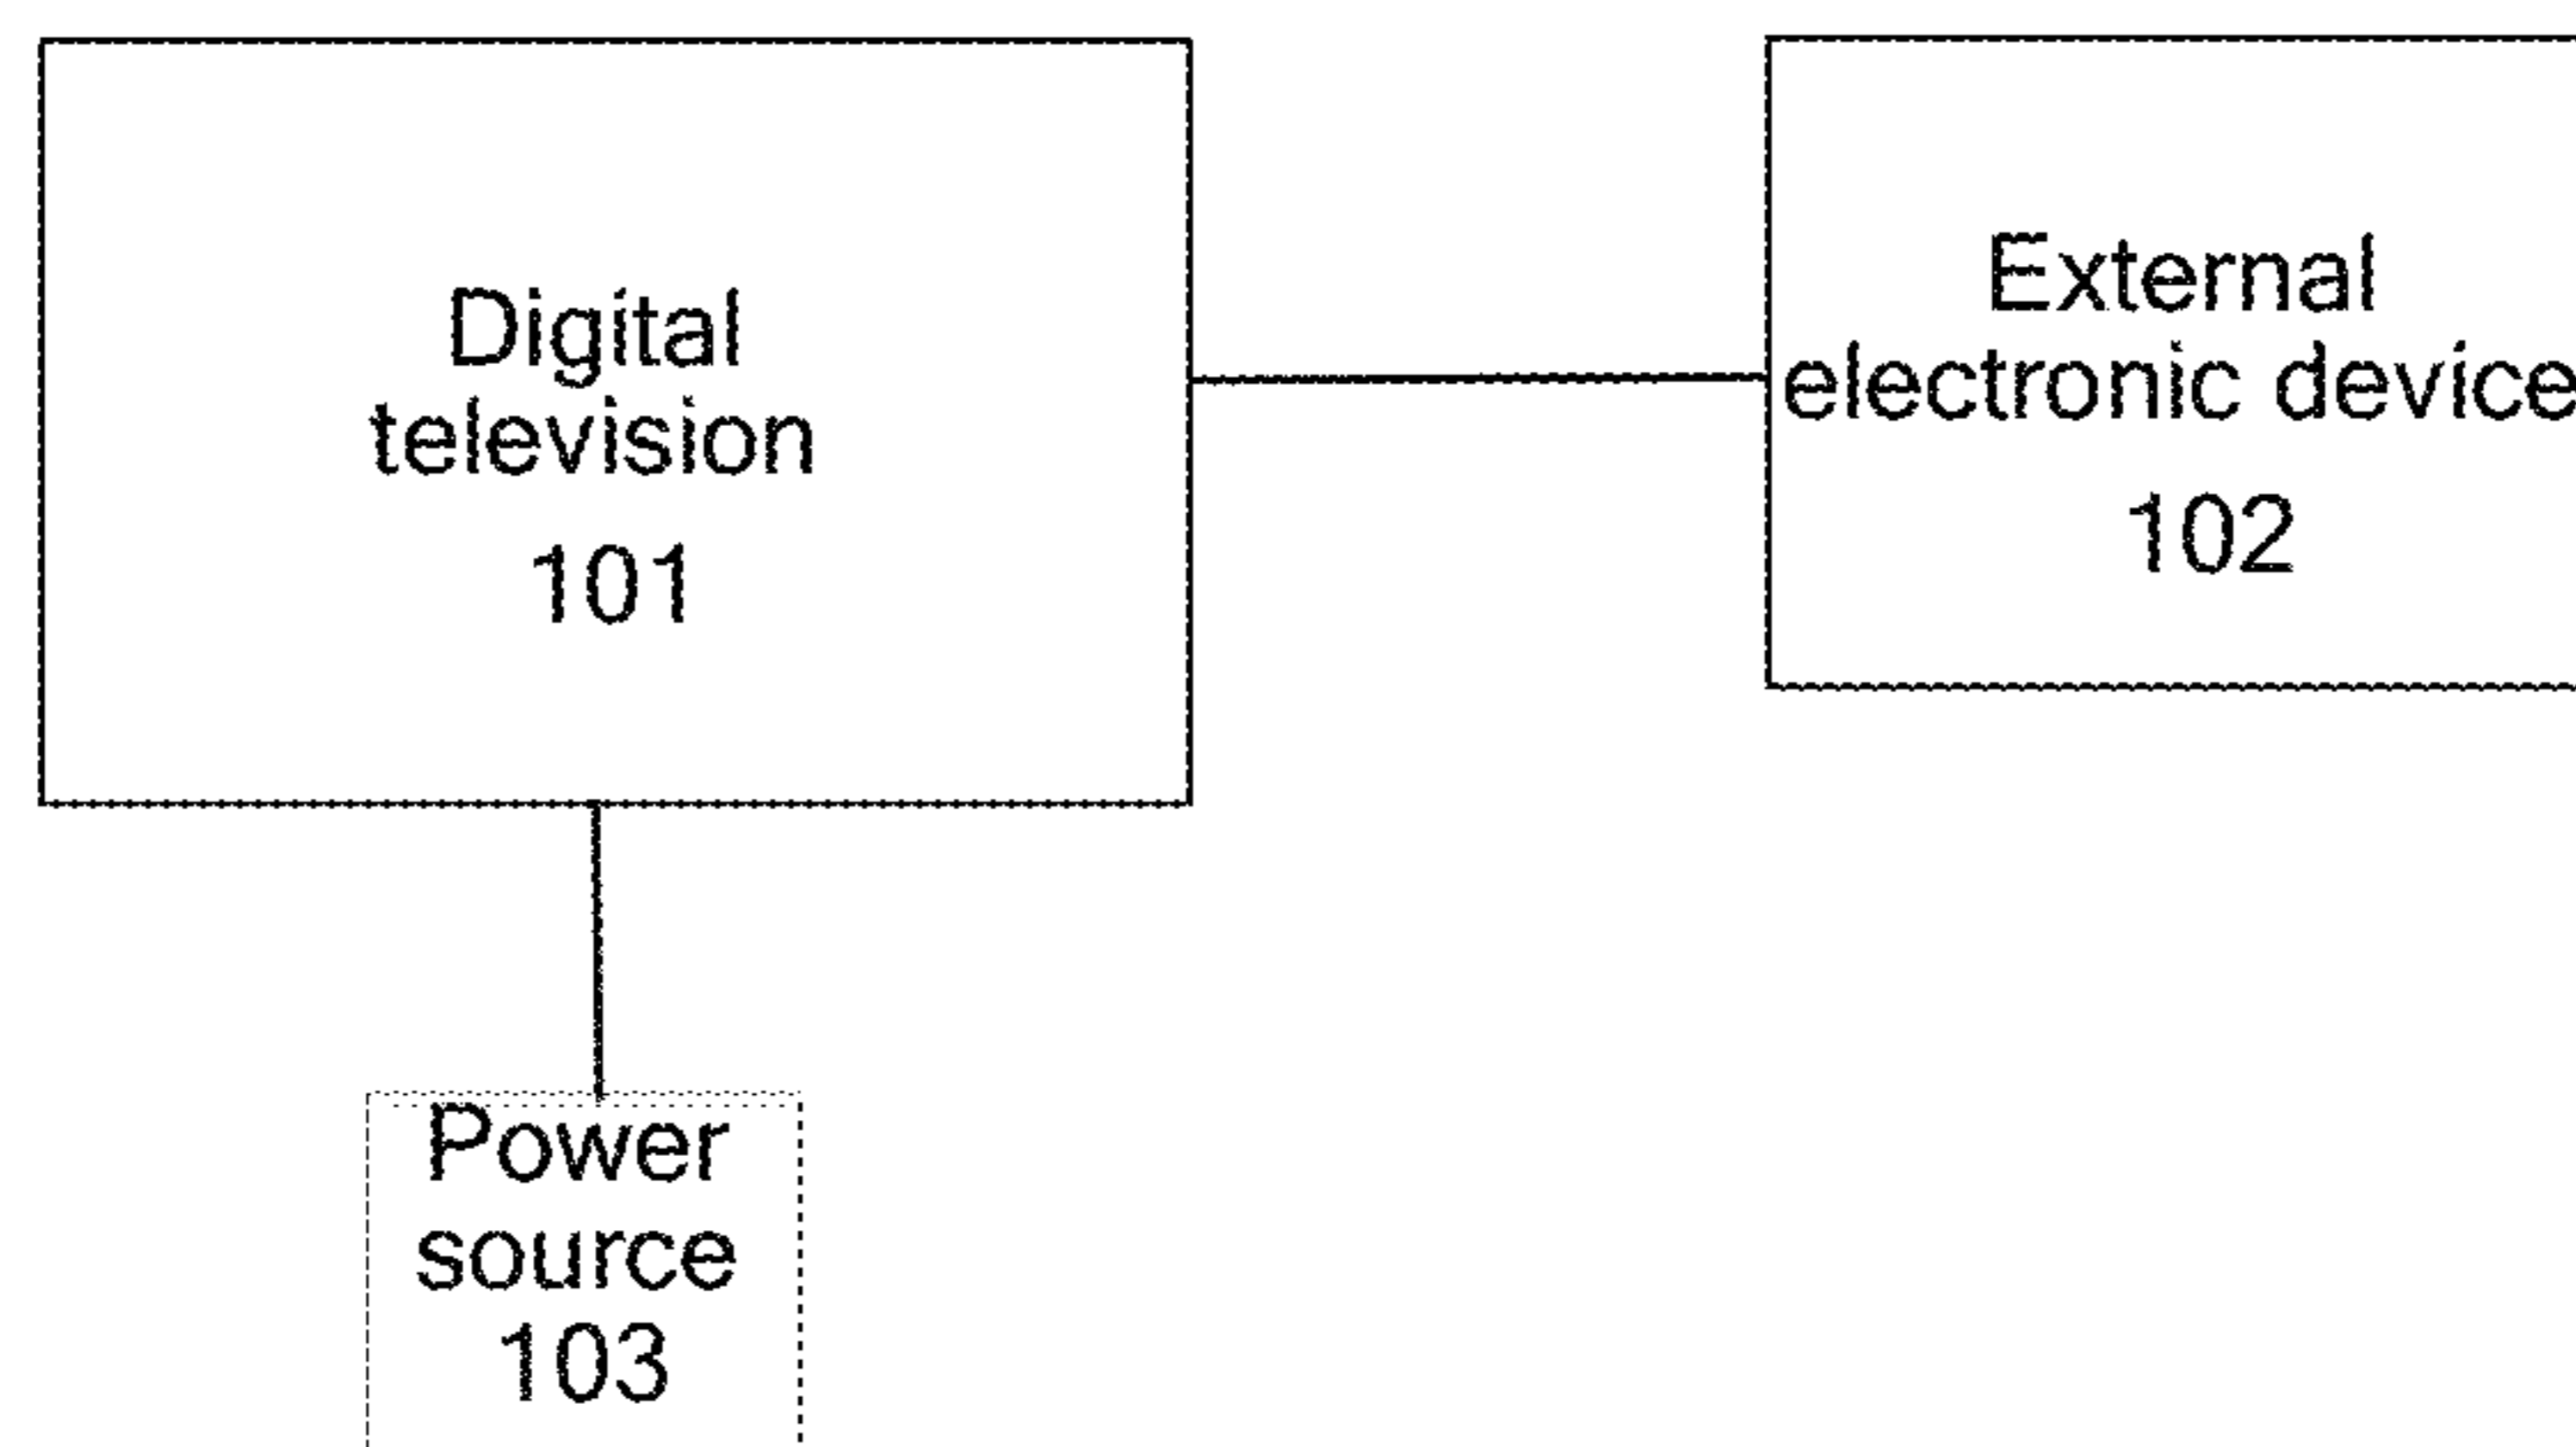 Digital
television
101
External
electronic device
102
Power
source
103